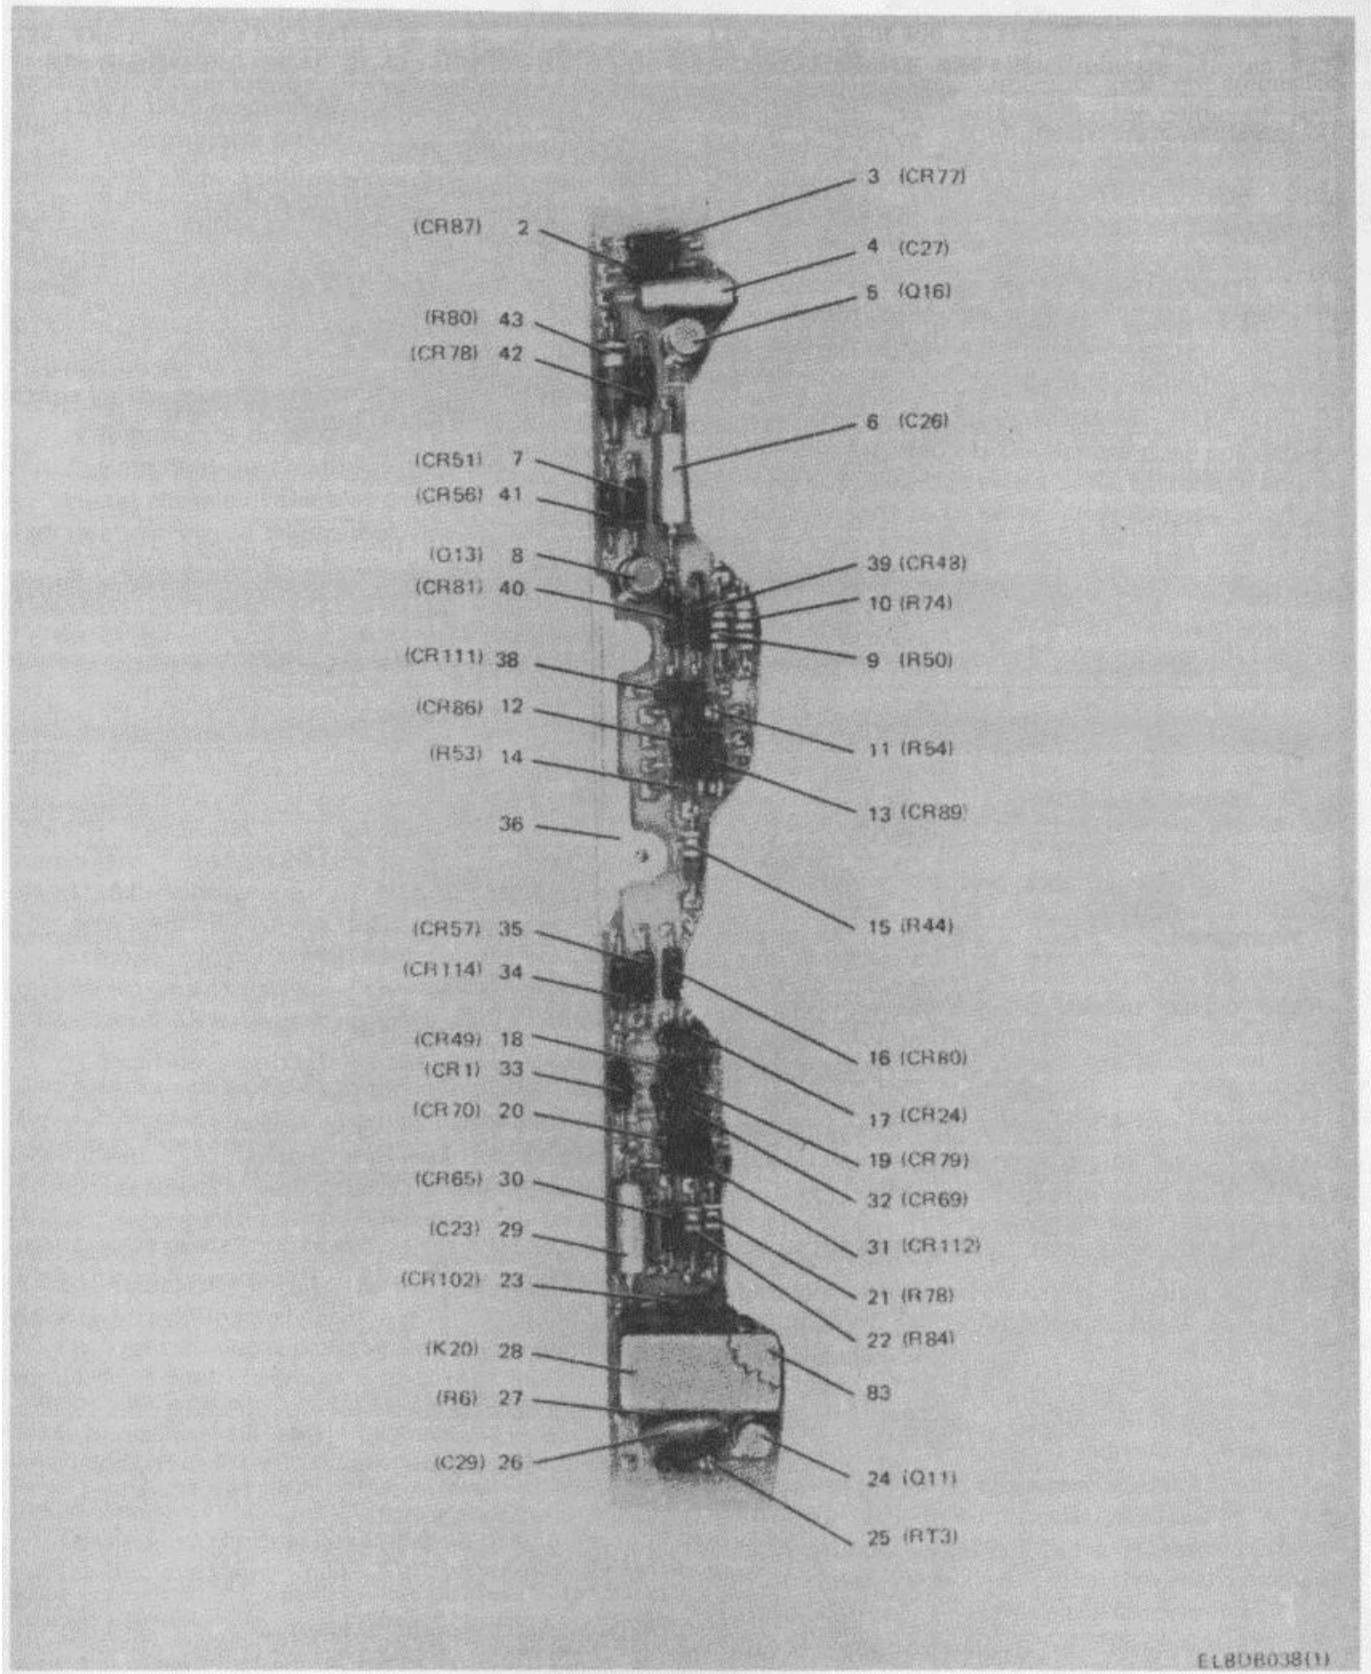 3 (CR77)
(CR87) 2
4 (C27)
5 (Q16)
(R80) 43
(CR78) 42
6 (C26)
(CR51) 7
(CR56) 41
(Q13) 8
39 (CR48)
(CR81) 40
10 (R74)
(CR111) 38
9 (R50)
(CR86) 12
11 (R54)
(R53) 14
13 (CR89)
36
15 (R44)
(CR57) 35
(CR114) 34
(CR49) 18
16 (CR80)
(CR1) 33
(CR70) 20
17 (CR24)
19 (CR79)
(CR65) 30
32 (CR69)
(C23) 29
31 (CR112)
(CR102) 23
21 (R78)
22 (R84)
(K20) 28
83
(R6) 27
(C29) 26
24 (Q11)
25 (RT3)